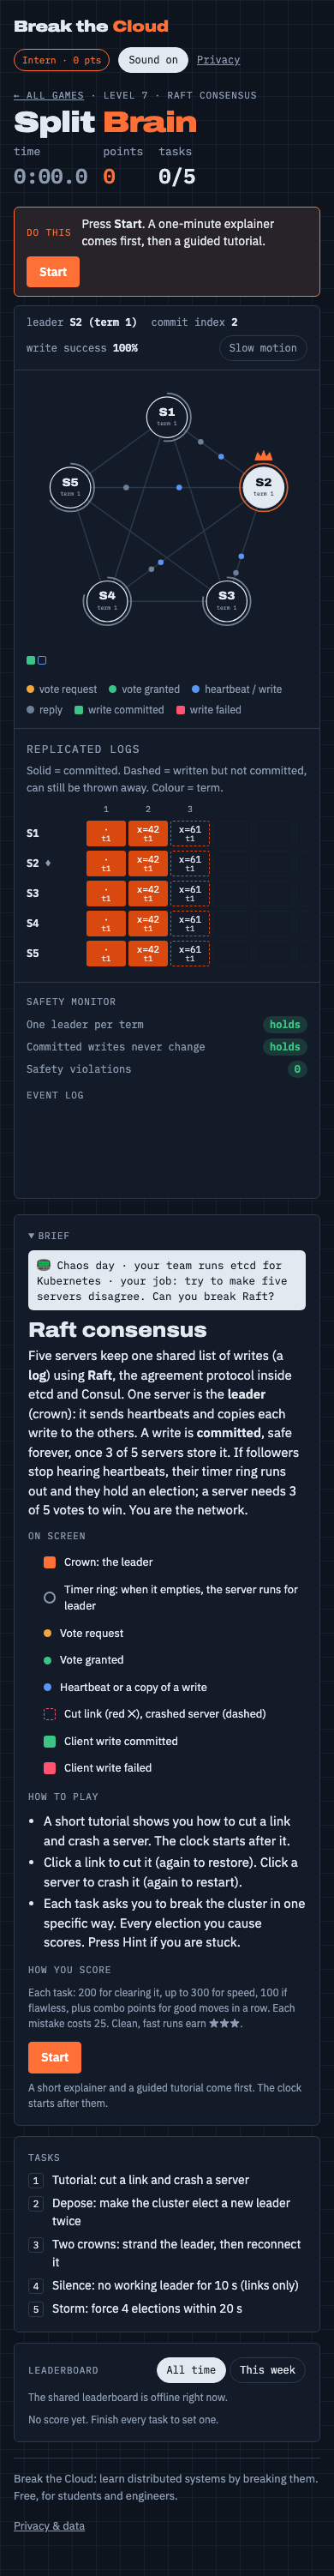 Break the Cloud
Intern · 0 pts
Sound on
Privacy
← ALL GAMES · LEVEL 7 · RAFT CONSENSUS
Split Brain
time points tasks
0:00.0 0 0/5
DO THIS
Press Start. A one-minute explainer
comes first, then a guided tutorial.
Start
leader S2 (term 1) commit index 2
write success 100%
Slow motion
S1
term 1
S5
term 1
S2
term 1
S4
term 1
S3
term 1
vote request
vote granted
heartbeat / write
reply
write committed
write failed
REPLICATED LOGS
Solid = committed. Dashed = written but not committed,
can still be thrown away. Colour = term.
1 2 3
S1 · x=42 x=61
t1 t1 t1
S2 ♦ · x=42 x=61
t1 t1 t1
S3 · x=42 x=61
t1 t1 t1
S4 · x=42 x=61
t1 t1 t1
S5 · x=42 x=61
t1 t1 t1
SAFETY MONITOR
One leader per term holds
Committed writes never change holds
Safety violations 0
EVENT LOG
▼ BRIEF
Chaos day · your team runs etcd for
Kubernetes · your job: try to make five
servers disagree. Can you break Raft?
Raft consensus
Five servers keep one shared list of writes (a
log) using Raft, the agreement protocol inside
etcd and Consul. One server is the leader
(crown): it sends heartbeats and copies each
write to the others. A write is committed, safe
forever, once 3 of 5 servers store it. If followers
stop hearing heartbeats, their timer ring runs
out and they hold an election; a server needs 3
of 5 votes to win. You are the network.
ON SCREEN
Crown: the leader
Timer ring: when it empties, the server runs for
leader
Vote request
Vote granted
Heartbeat or a copy of a write
Cut link (red ✕), crashed server (dashed)
Client write committed
Client write failed
HOW TO PLAY
• A short tutorial shows you how to cut a link
and crash a server. The clock starts after it.
• Click a link to cut it (again to restore). Click a
server to crash it (again to restart).
• Each task asks you to break the cluster in one
specific way. Every election you cause
scores. Press Hint if you are stuck.
HOW YOU SCORE
Each task: 200 for clearing it, up to 300 for speed, 100 if
flawless, plus combo points for good moves in a row. Each
mistake costs 25. Clean, fast runs earn ★★★.
Start
A short explainer and a guided tutorial come first. The clock
starts after them.
TASKS
1 Tutorial: cut a link and crash a server
2 Depose: make the cluster elect a new leader
twice
3 Two crowns: strand the leader, then reconnect
it
4 Silence: no working leader for 10 s (links only)
5 Storm: force 4 elections within 20 s
LEADERBOARD
All time
This week
The shared leaderboard is offline right now.
No score yet. Finish every task to set one.
Break the Cloud: learn distributed systems by breaking them.
Free, for students and engineers.
Privacy & data